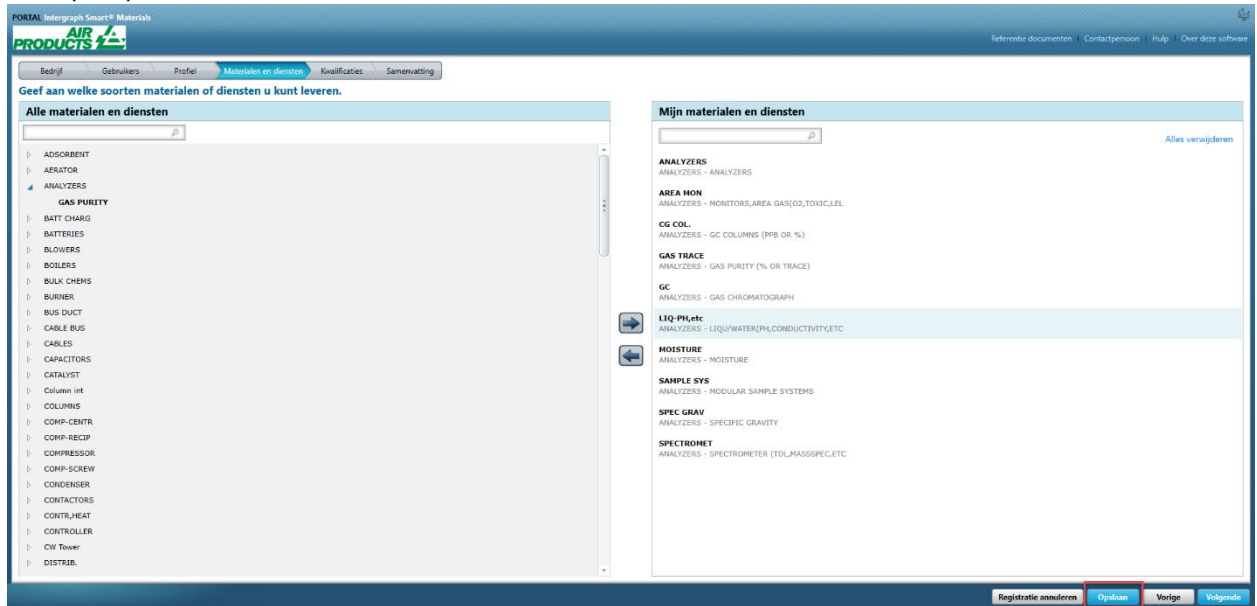 PORTAL Intergraph Smart® Materials
AIR PRODUCTS
Referentie documenten | Contactpersoon | Hulp | Over deze software
Bedrijf Gebruikers Profiel Materialen en diensten Kwalificaties Samenvatting
Geef aan welke soorten materialen of diensten u kunt leveren.
Alle materialen en diensten
ADSORBENT
AERATOR
ANALYZERS
GAS PURITY
BATT CHARG
BATTERIES
BLOWERS
BOILERS
BULK CHEMS
BURNER
BUS DUCT
CABLE BUS
CABLES
CAPACITORS
CATALYST
Column int
COLUMNS
COMP-CENTR
COMP-RECIP
COMPRESSOR
COMP-SCREW
CONDENSER
CONTACTORS
CONTR,HEAT
CONTROLLER
CW Tower
DISTRIB.
Mijn materialen en diensten
Alles verwijderen
ANALYZERS
ANALYZERS - ANALYZERS
AREA MON
ANALYZERS - MONITORS,AREA GAS(O2,TOXIC,LEL
CG COL.
ANALYZERS - GC COLUMNS (PPB OR %)
GAS TRACE
ANALYZERS - GAS PURITY (% OR TRACE)
GC
ANALYZERS - GAS CHROMATOGRAPH
LIQ-PH,etc
ANALYZERS - LIQU/WATER(PH,CONDUCTIVITY,ETC
MOISTURE
ANALYZERS - MOISTURE
SAMPLE SYS
ANALYZERS - MODULAR SAMPLE SYSTEMS
SPEC GRAV
ANALYZERS - SPECIFIC GRAVITY
SPECTROMET
ANALYZERS - SPECTROMETER (TDL,MASSSPEC,ETC
Registratie annuleren Opslaan Vorige Volgende